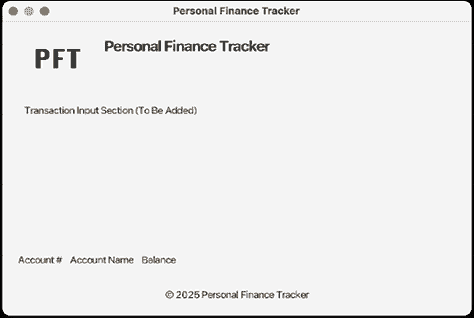 Personal Finance Tracker
PFT Personal Finance Tracker
Transaction Input Section (To Be Added)
Account # Account Name Balance
© 2025 Personal Finance Tracker